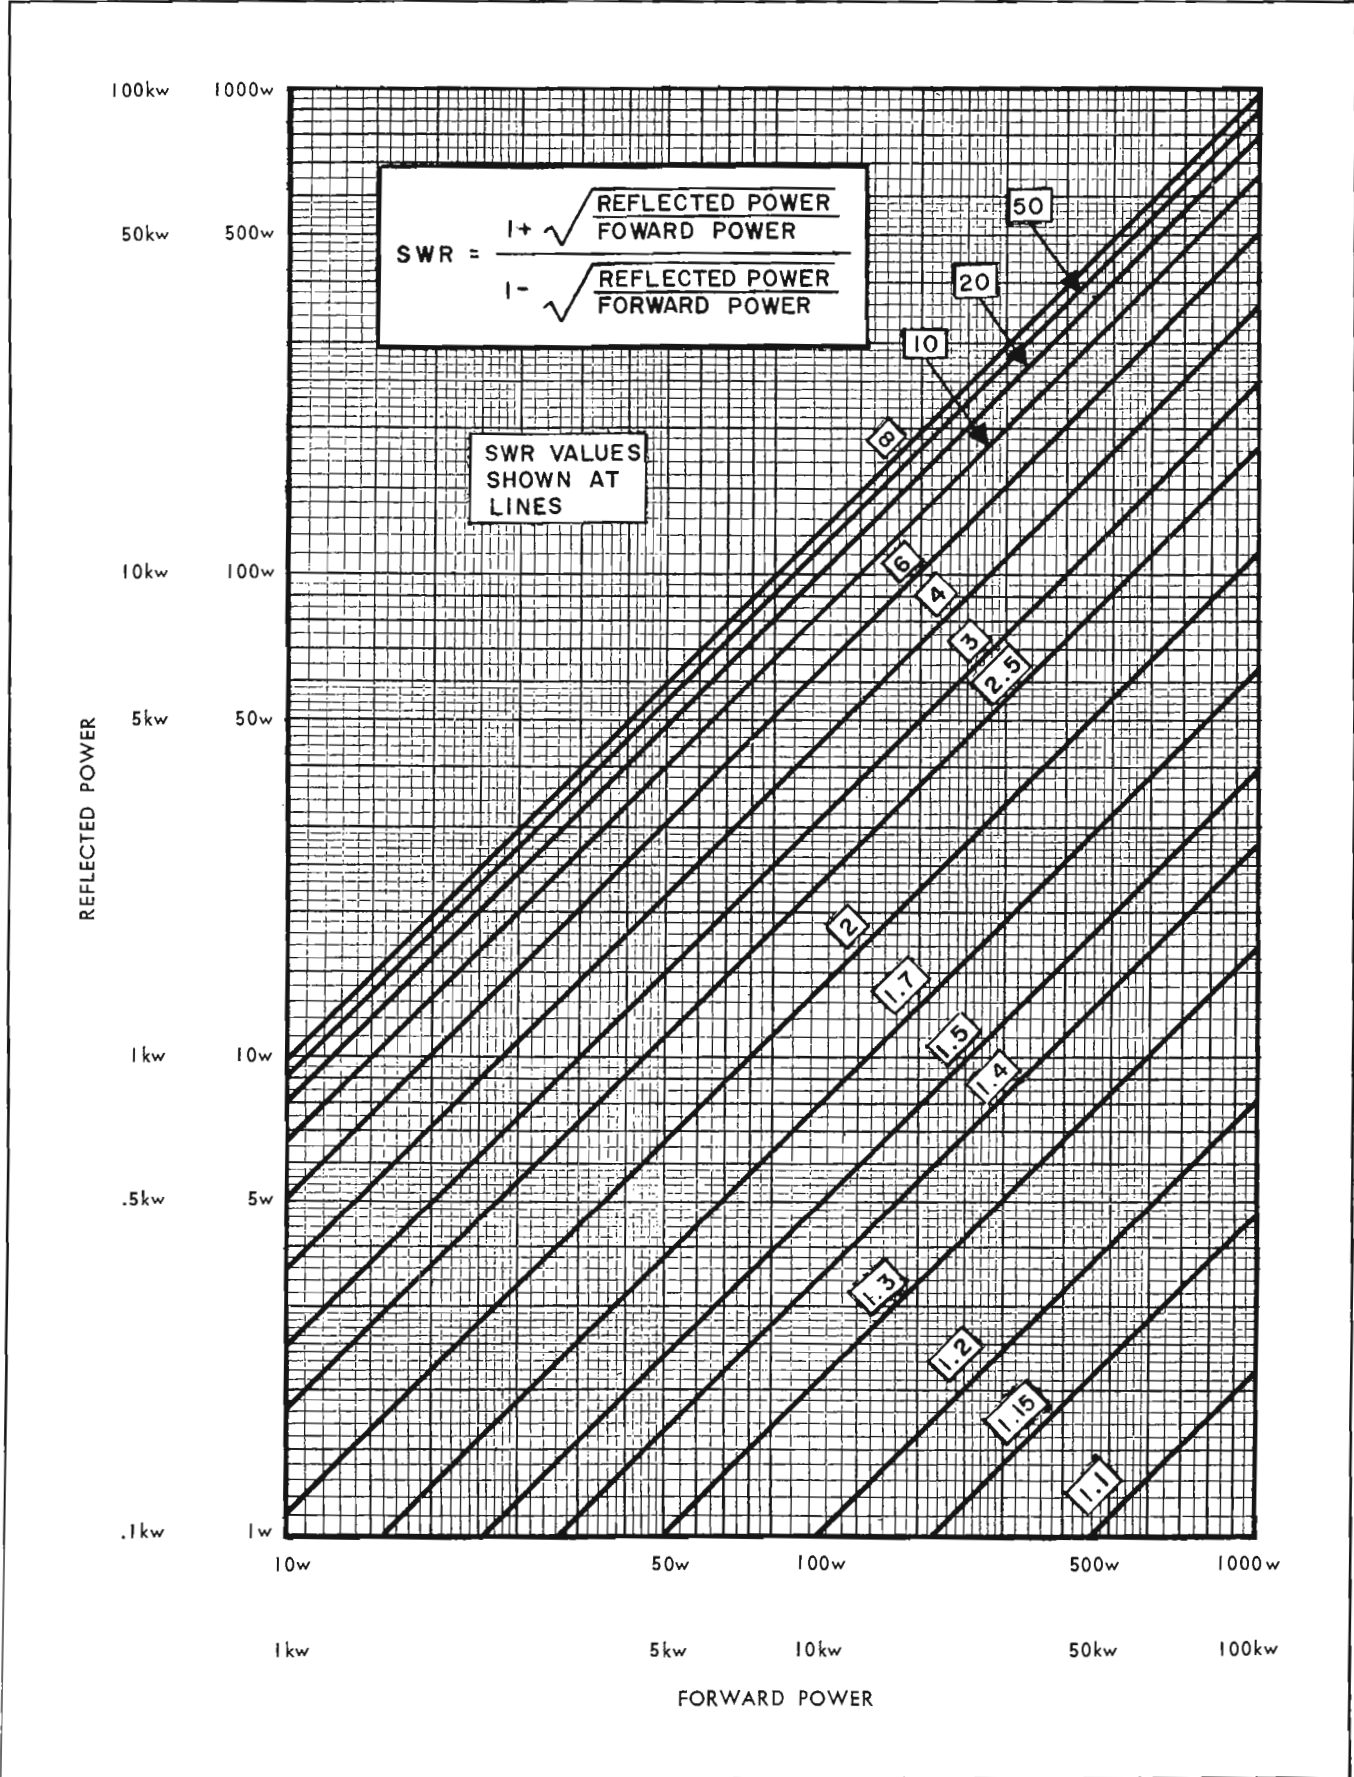 100kw 1000w
50kw 500w
10kw 100w
5kw 50w
1kw 10w
.5kw 5w
.1kw 1w
REFLECTED POWER
SWR = 1+ √ REFLECTED POWER
FOWARD POWER
1- √ REFLECTED POWER
FORWARD POWER
SWR VALUES
SHOWN AT
LINES
50
20
10
∞
6
4
3
2.5
2
1.7
1.5
1.4
1.3
1.2
1.15
1.1
10w 50w 100w 500w 1000w
1kw 5kw 10kw 50kw 100kw
FORWARD POWER